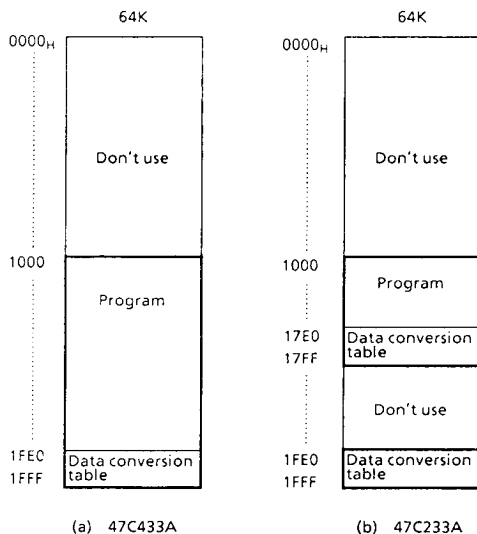 64K
0000H
Don't use
1000
Program
1FE0
Data conversion
1FFF
table
(a) 47C433A
64K
0000H
Don't use
1000
Program
17E0
Data conversion
17FF
table
Don't use
1FE0
Data conversion
1FFF
table
(b) 47C233A